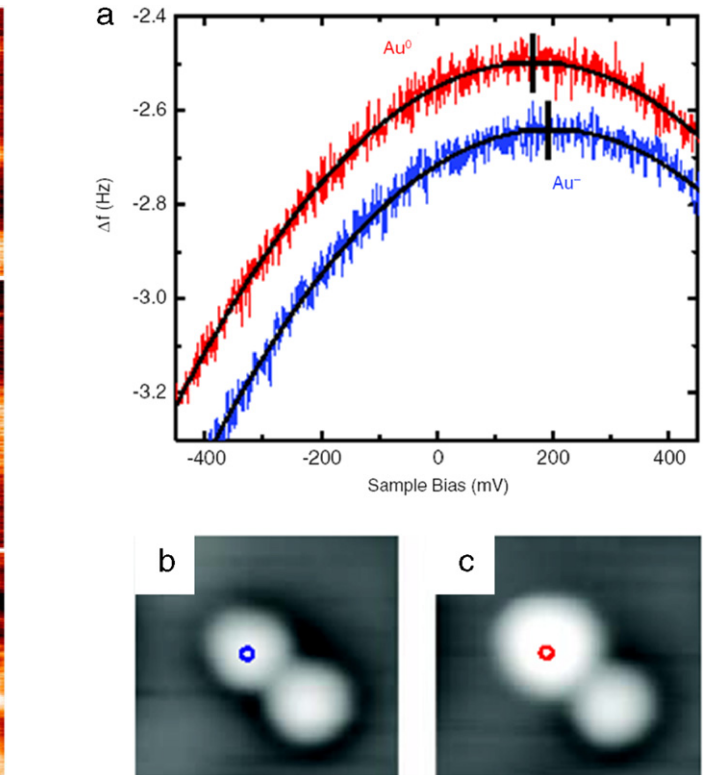 a
-2.4
Au⁰
-2.6
Au⁻
-2.8
Δf (Hz)
-3.0
-3.2
-400 -200 0 200 400
Sample Bias (mV)
b c